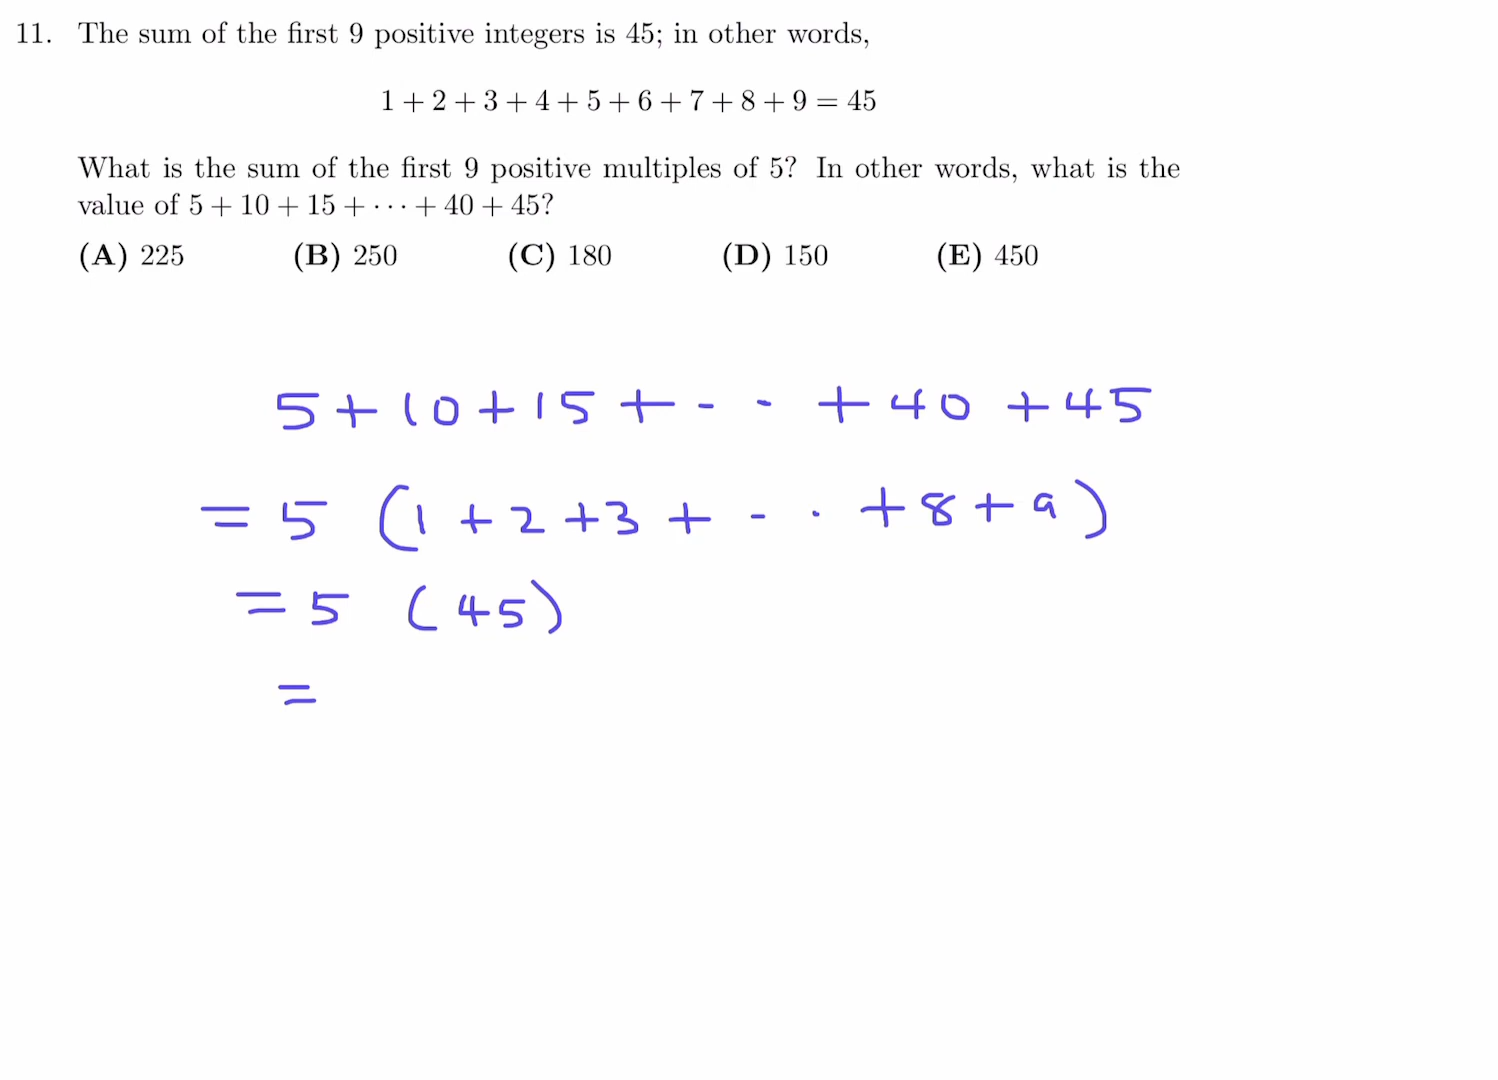 11. The sum of the first 9 positive integers is 45; in other words,
1 + 2 + 3 + 4 + 5 + 6 + 7 + 8 + 9 = 45
What is the sum of the first 9 positive multiples of 5? In other words, what is the
value of 5 + 10 + 15 + · · · + 40 + 45?
(A) 225 (B) 250 (C) 180 (D) 150 (E) 450
5 + 10 + 15 + - - + 40 + 45
= 5 (1 + 2 + 3 + - · + 8 + 9)
= 5 (45)
=